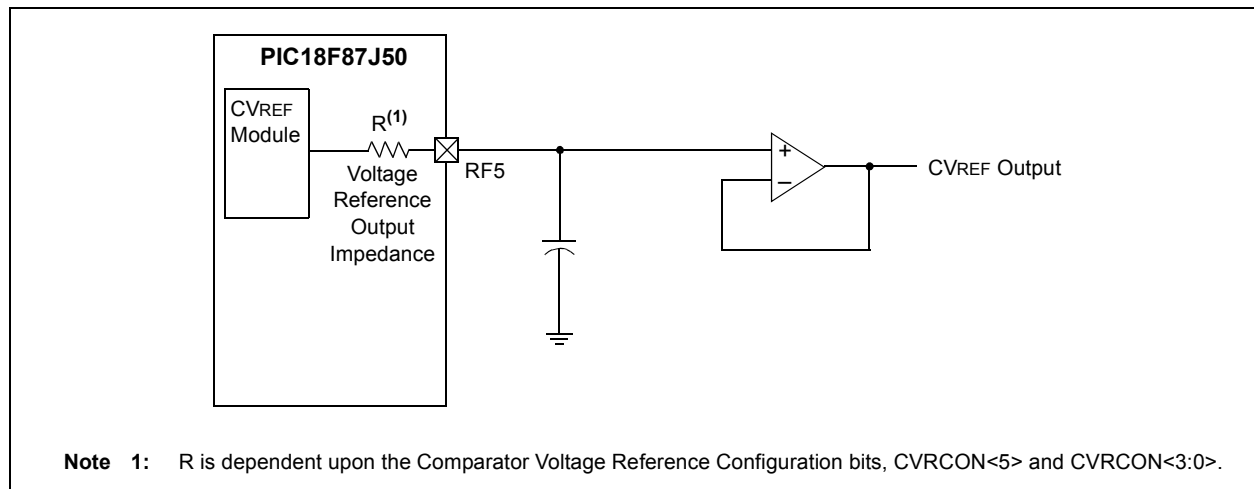 PIC18F87J50
CVREF
Module
R(1)
Voltage
Reference
Output
Impedance
RF5
+
–
CVREF Output
Note 1: R is dependent upon the Comparator Voltage Reference Configuration bits, CVRCON<5> and CVRCON<3:0>.